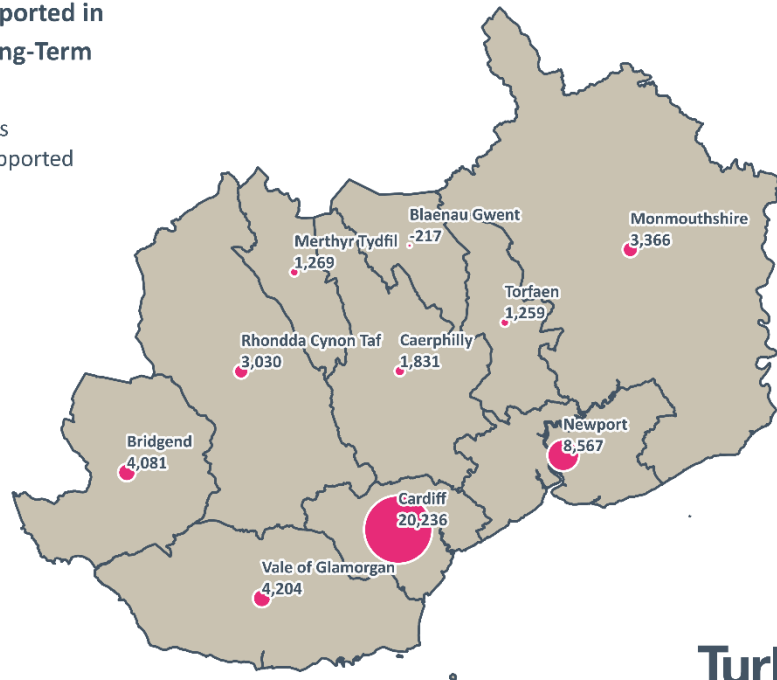 ported in
ng-Term
s
pported
Blaenau Gwent
-217
Monmouthshire
3,366
Merthyr Tydfil
1,269
Torfaen
1,259
Rhondda Cynon Taf
3,030
Caerphilly
1,831
Newport
8,567
Bridgend
4,081
Cardiff
20,236
Vale of Glamorgan
4,204
Turl